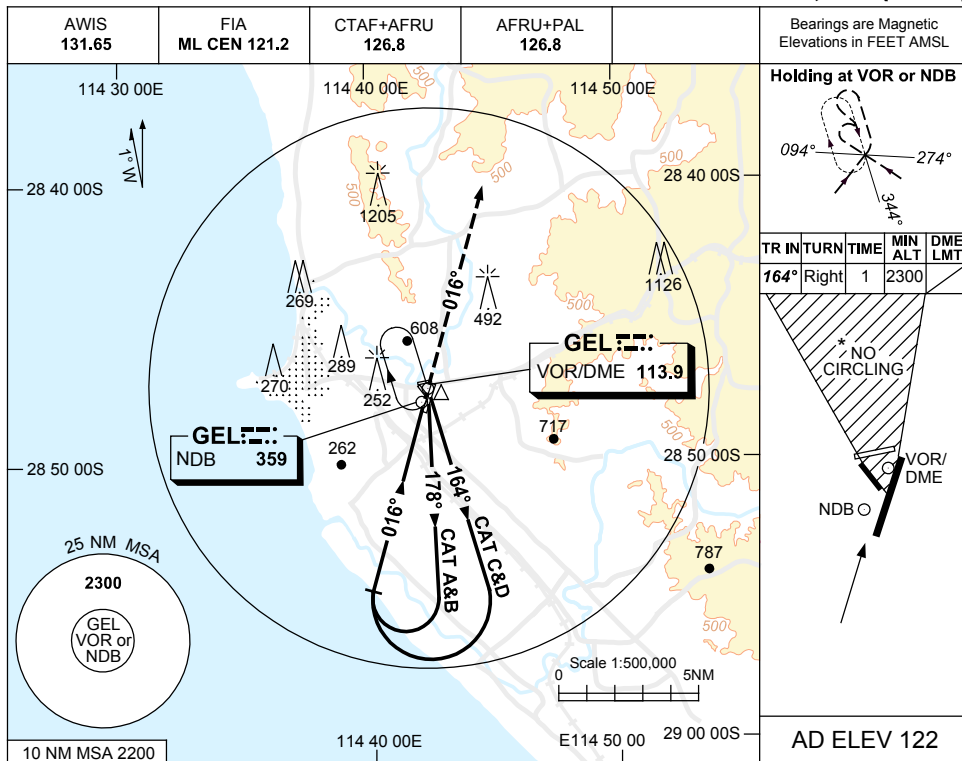 AWIS
131.65
FIA
ML CEN 121.2
CTAF+AFRU
126.8
AFRU+PAL
126.8
Bearings are Magnetic
Elevations in FEET AMSL
114 30 00E
114 40 00E
114 50 00E
500
500
500
500
1° W
28 40 00S
28 40 00S
1205
016°
269
492
1126
500
608
289
270
252
GEL
VOR/DME 113.9
GEL
NDB 359
717
262
28 50 00S
28 50 00S
500
016°
178°
164°
CAT A&B
CAT C&D
787
500
25 NM MSA
2300
GEL
VOR or
NDB
Scale 1:500,000
0
5NM
10 NM MSA 2200
114 40 00E
E114 50 00
29 00 00S
Holding at VOR or NDB
094°
274°
344°
TR IN TURN TIME MIN ALT DME LMT
164° Right 1 2300
* NO
CIRCLING
VOR/
DME
NDB
AD ELEV 122